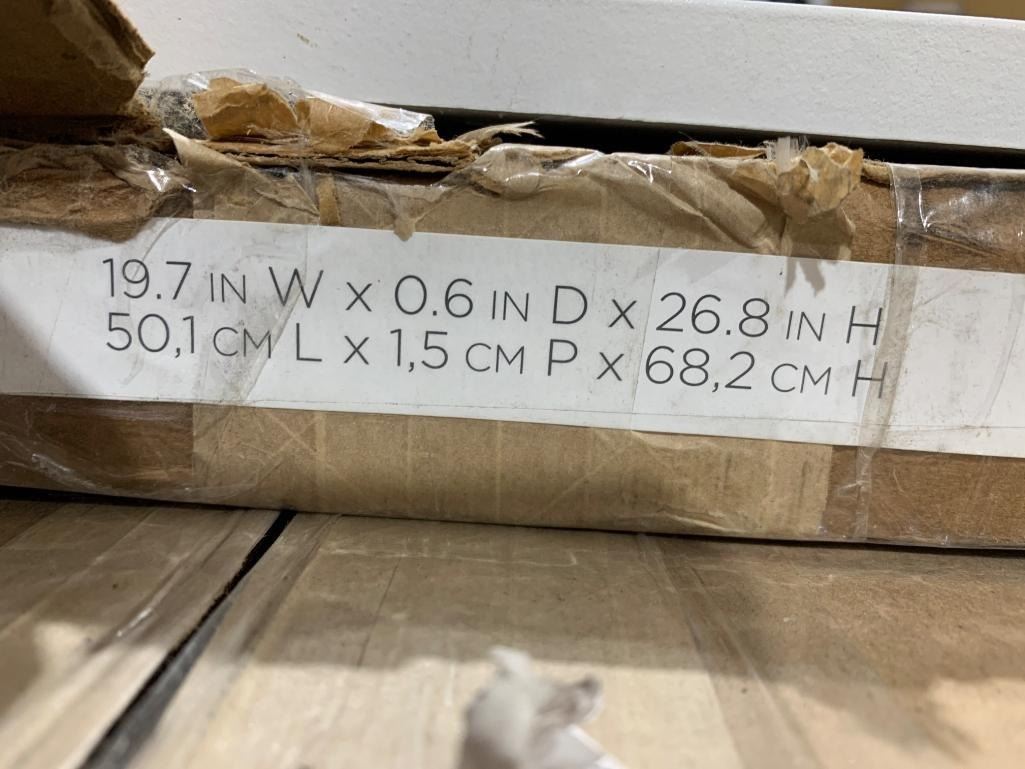 19.7 IN W x 0.6 IN D x 26.8 IN H
50,1 CM L x 1,5 CM P x 68,2 CM H